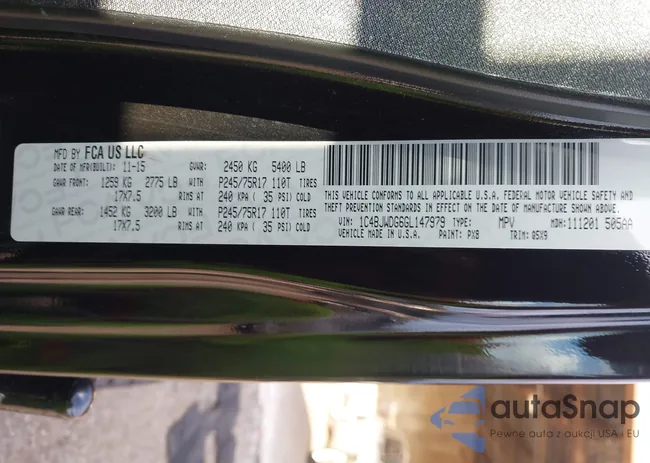 MFD BY FCA US LLC
DATE OF MFR(BUILT): 11-15 GVWR: 2450 KG 5400 LB
GAWR FRONT: 1259 KG 2775 LB WITH P245/75R17 110T TIRES
17X7.5 RIMS AT 240 KPA ( 35 PSI) COLD
GAWR REAR: 1452 KG 3200 LB WITH P245/75R17 110T TIRES
17X7.5 RIMS AT 240 KPA ( 35 PSI) COLD
THIS VEHICLE CONFORMS TO ALL APPLICABLE U.S.A. FEDERAL MOTOR VEHICLE SAFETY AND
THEFT PREVENTION STANDARDS IN EFFECT ON THE DATE OF MANUFACTURE SHOWN ABOVE.
VIN: 1C4BJWDG6GL147979 TYPE: MPV MDH: 111201 505AA
VEHICLE MADE IN U.S.A. PAINT: PX8 TRIM: Q5X9
autaSnap
Pewne auta z aukcji USA i EU